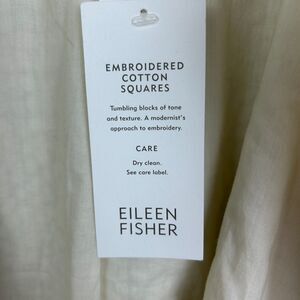 EMBROIDERED
COTTON
SQUARES
Tumbling blocks of tone
and texture. A modernist's
approach to embroidery.
CARE
Dry clean.
See care label.
EILEEN
FISHER